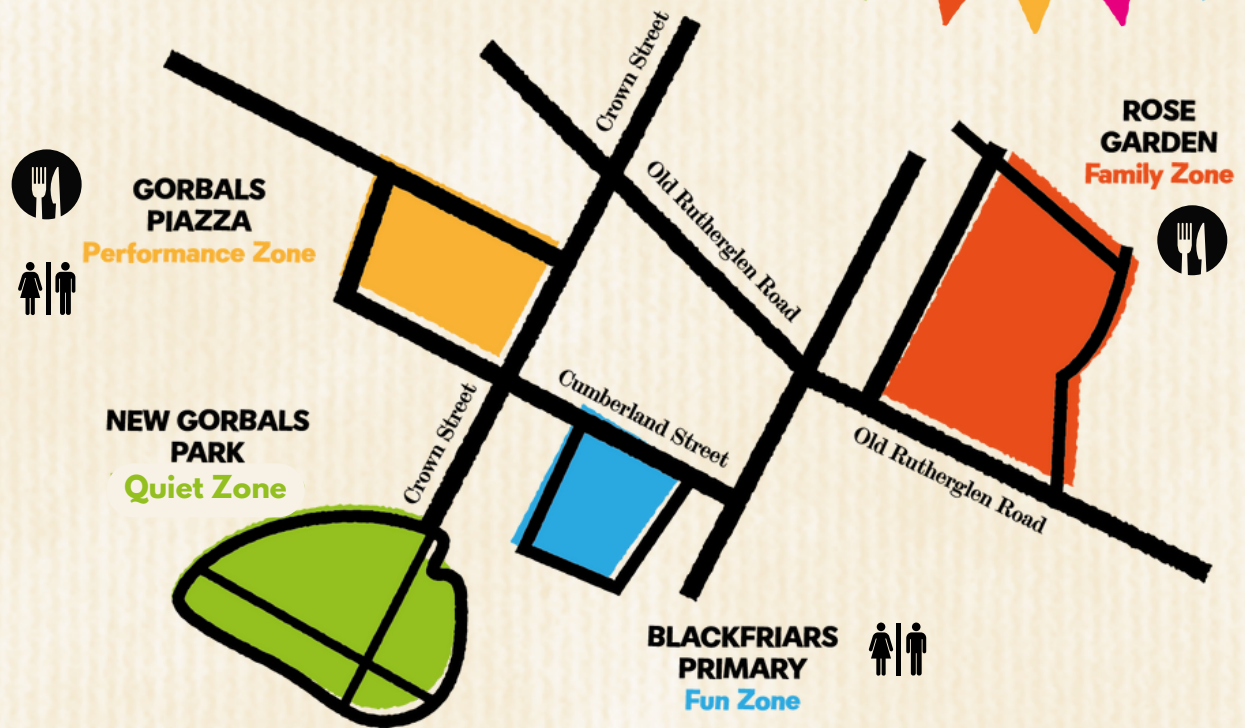 Crown Street
ROSE
GARDEN
Family Zone
GORBALS
PIAZZA
Performance Zone
Old Rutherglen Road
Cumberland Street
Crown Street
NEW GORBALS
PARK
Quiet Zone
Old Rutherglen Road
BLACKFRIARS
PRIMARY
Fun Zone